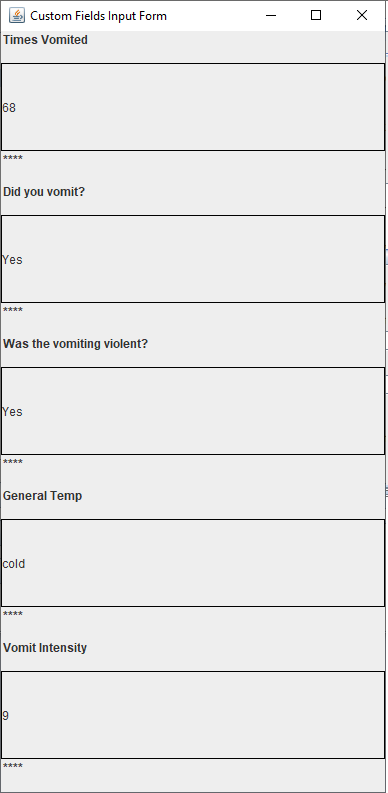 Custom Fields Input Form
Times Vomited
68
****
Did you vomit?
Yes
****
Was the vomiting violent?
Yes
****
General Temp
cold
****
Vomit Intensity
9
****